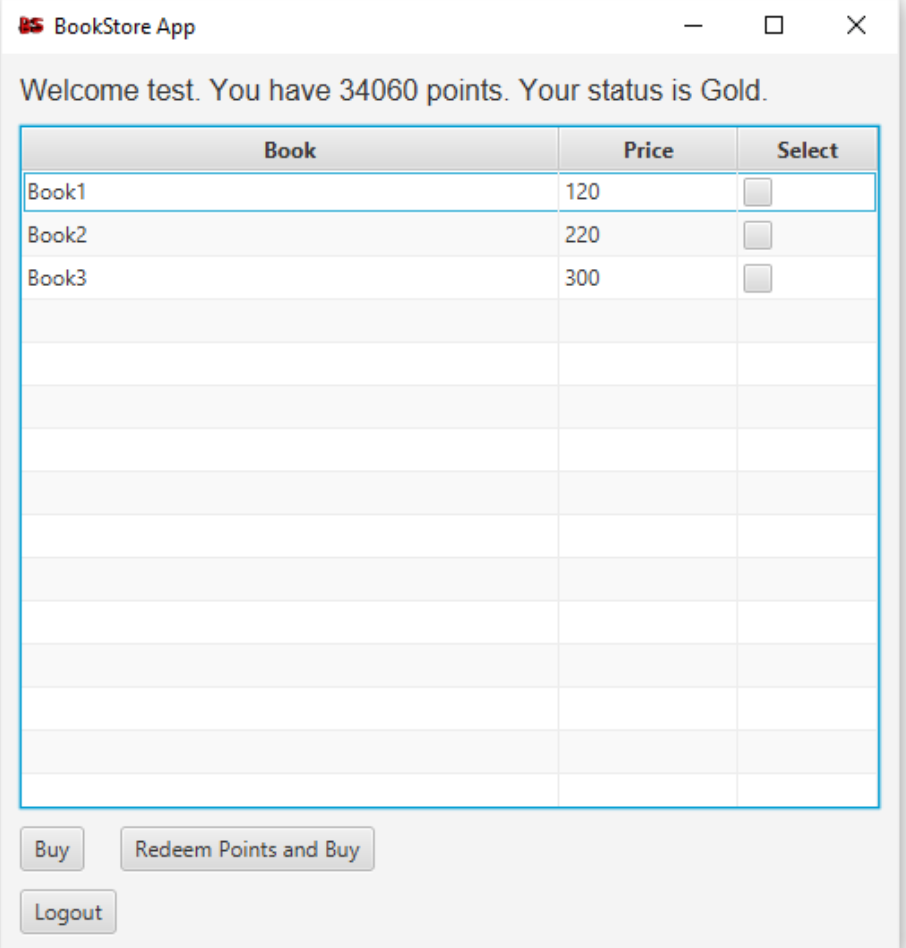 BS BookStore App
Welcome test. You have 34060 points. Your status is Gold.
Book Price Select
Book1 120
Book2 220
Book3 300
Buy Redeem Points and Buy
Logout